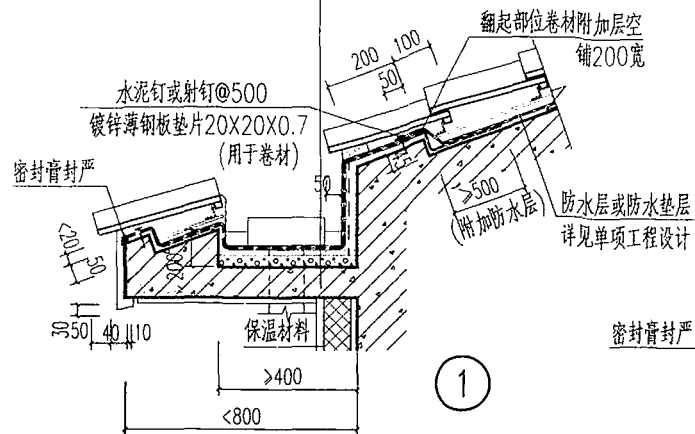 翻起部位卷材附加层空
铺200宽
200
100
50
水泥钉或射钉@500
镀锌薄钢板垫片20X20X0.7
(用于卷材)
密封膏封严
50
15
≥500
(附加防水层)
防水层或防水垫层
详见单项工程设计
<20
50
200
30
50
40
10
保温材料
密封膏封严
≥400
<800
1